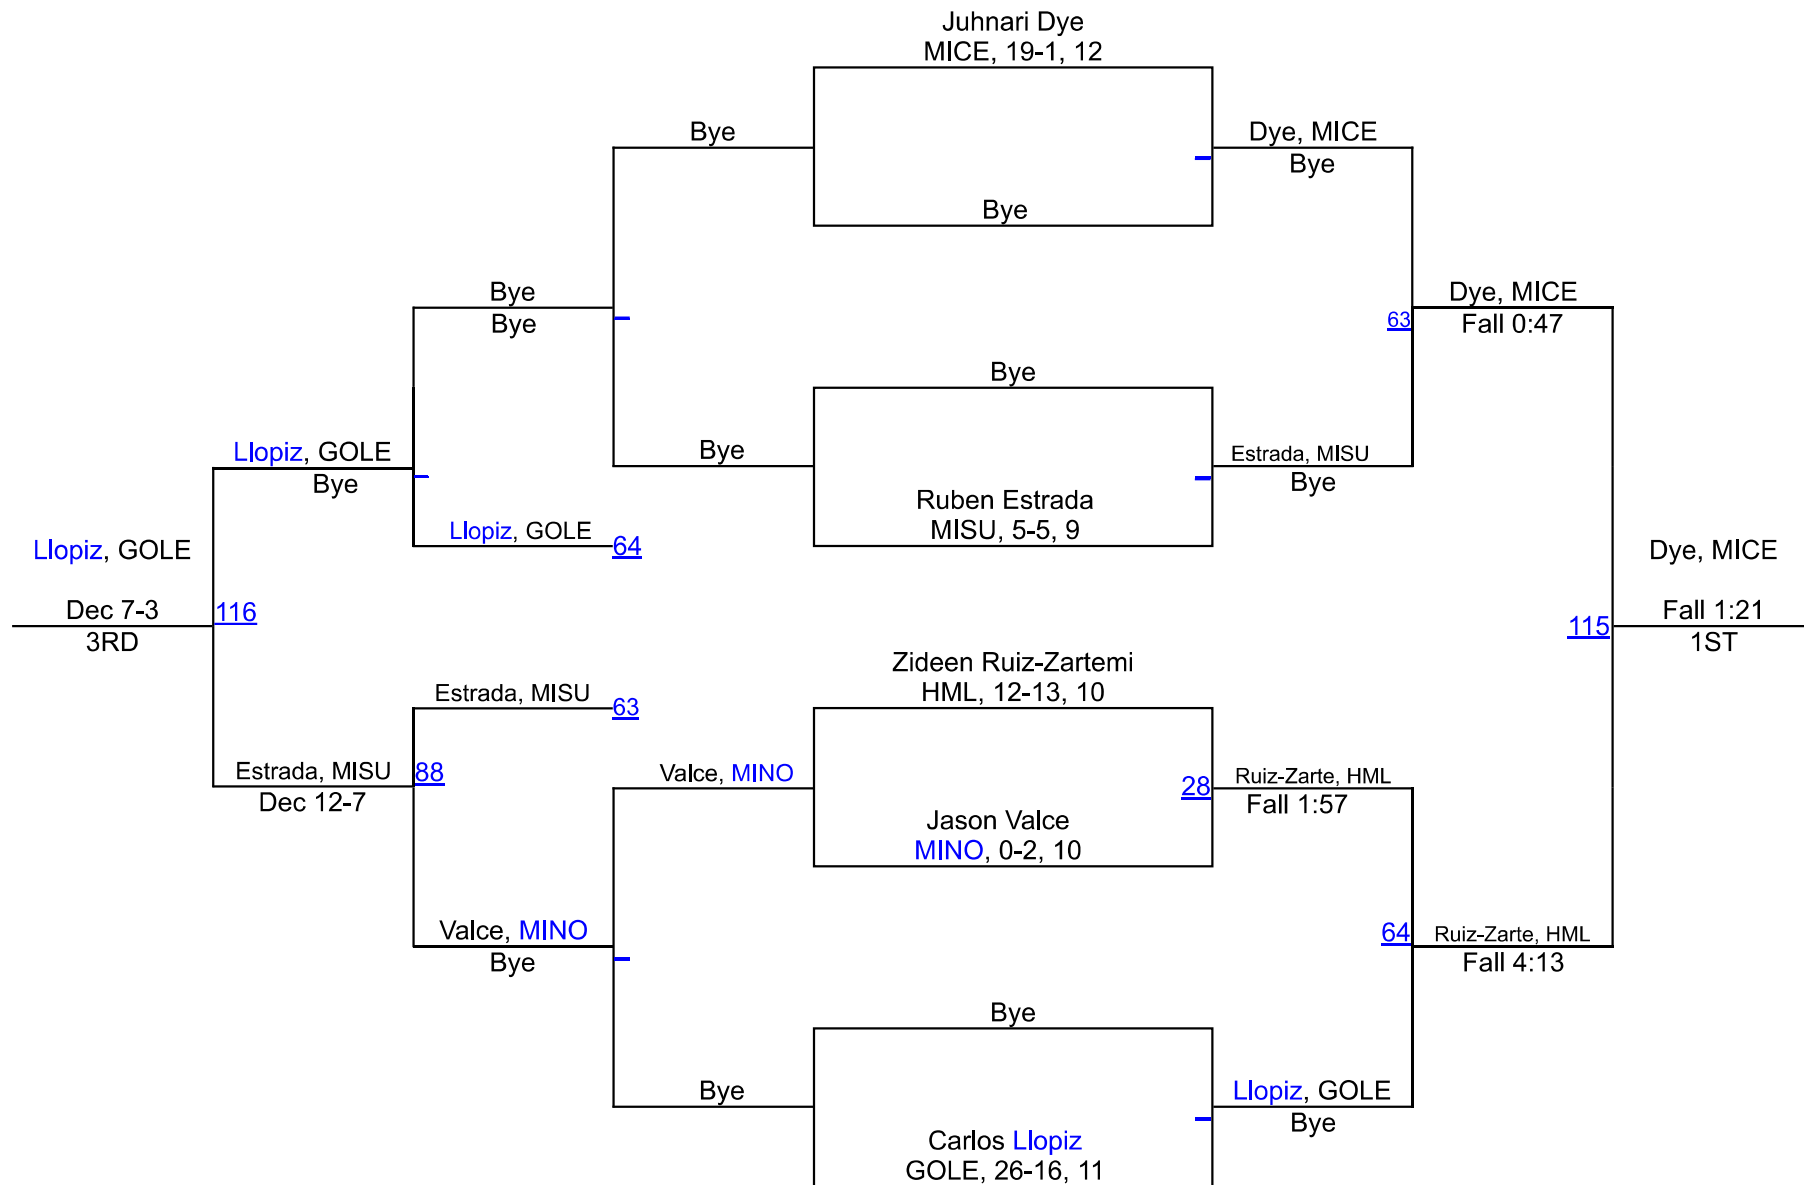 Juhnari Dye
MICE, 19-1, 12
Bye
Dye, MICE
Bye
Bye
Bye
Bye
Dye, MICE
63
Fall 0:47
Bye
Llopiz, GOLE
Bye
Bye
Estrada, MISU
Bye
Ruben Estrada
MISU, 5-5, 9
Llopiz, GOLE
64
Llopiz, GOLE
Dec 7-3
116
3RD
Dye, MICE
115
Fall 1:21
1ST
Zideen Ruiz-Zartemi
HML, 12-13, 10
Estrada, MISU
63
Estrada, MISU
88
Dec 12-7
Valce, MINO
28
Ruiz-Zarte, HML
Fall 1:57
Jason Valce
MINO, 0-2, 10
Valce, MINO
Bye
64
Ruiz-Zarte, HML
Fall 4:13
Bye
Bye
Llopiz, GOLE
Bye
Carlos Llopiz
GOLE, 26-16, 11